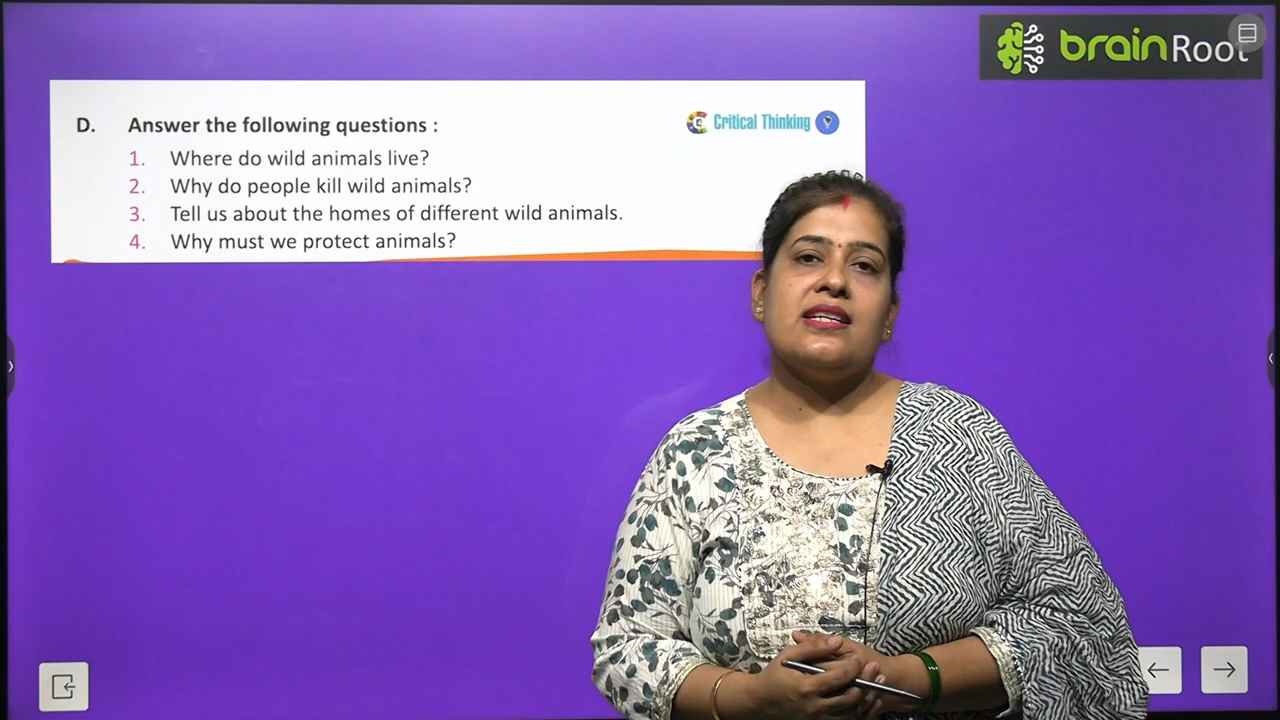 brainRoot
D. Answer the following questions :
Critical Thinking
1. Where do wild animals live?
2. Why do people kill wild animals?
3. Tell us about the homes of different wild animals.
4. Why must we protect animals?